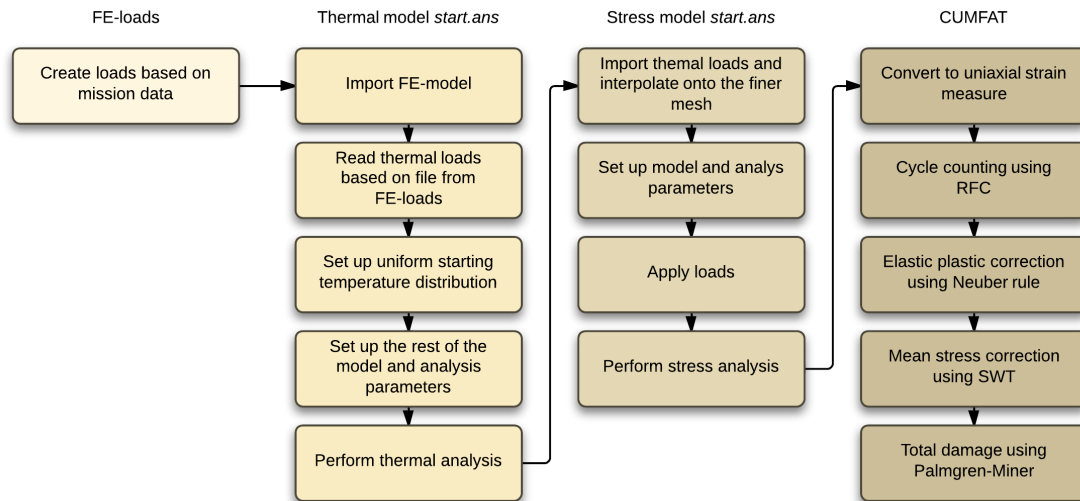 FE-loads
Create loads based on
mission data
Thermal model start.ans
Import FE-model
Read thermal loads
based on file from
FE-loads
Set up uniform starting
temperature distribution
Set up the rest of the
model and analysis
parameters
Perform thermal analysis
Stress model start.ans
Import themal loads and
interpolate onto the finer
mesh
Set up model and analys
parameters
Apply loads
Perform stress analysis
CUMFAT
Convert to uniaxial strain
measure
Cycle counting using
RFC
Elastic plastic correction
using Neuber rule
Mean stress correction
using SWT
Total damage using
Palmgren-Miner